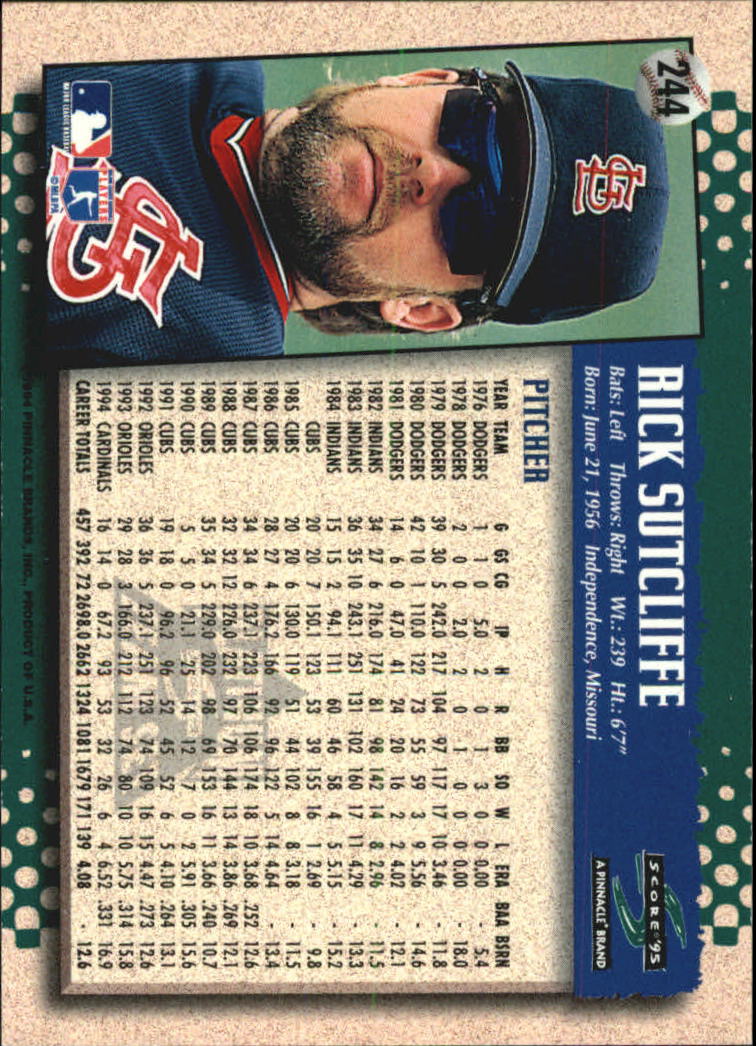 244
RICK SUTCLIFFE
Bats: Left Throws: Right Wt.: 239 Ht.: 6'7"
Born: June 21, 1956 Independence, Missouri
SCORE® '95
A PINNACLE® BRAND
MAJOR LEAGUE BASEBALL
PLAYERS
© MLBPA
PITCHER
YEAR TEAM G GS CG IP H R BB SO W L ERA BAA BSRN
1976 DODGERS 1 1 0 5.0 2 0 1 3 0 0 0.00 - 5.4
1978 DODGERS 2 0 0 2.0 2 0 1 0 0 0 0.00 - 18.0
1979 DODGERS 39 30 5 242.0 217 104 97 117 17 10 3.46 - 11.8
1980 DODGERS 42 10 1 110.0 122 73 55 59 3 9 5.56 - 14.6
1981 DODGERS 14 6 0 47.0 41 24 20 16 2 2 4.02 - 12.1
1982 INDIANS 34 27 6 216.0 174 81 98 142 14 8 2.96 - 11.5
1983 INDIANS 36 35 10 243.1 251 131 102 160 17 11 4.29 - 13.3
1984 INDIANS 15 15 2 94.1 111 60 46 58 4 5 5.15 - 15.2
CUBS 20 20 7 150.1 123 53 39 155 16 1 2.69 - 9.8
1985 CUBS 20 20 6 130.0 119 51 44 102 8 8 3.18 - 11.5
1986 CUBS 28 27 4 176.2 166 92 96 122 5 14 4.64 - 13.4
1987 CUBS 34 34 6 237.1 223 106 106 174 18 10 3.68 .252 12.6
1988 CUBS 32 32 12 226.0 232 97 70 144 13 14 3.86 .269 12.1
1989 CUBS 35 34 5 229.0 202 98 69 153 16 11 3.66 .240 10.7
1990 CUBS 5 5 0 21.1 25 14 12 7 0 2 5.91 .305 15.6
1991 CUBS 19 18 0 96.2 96 52 45 52 6 5 4.10 .264 13.1
1992 ORIOLES 36 36 5 237.1 251 123 74 109 16 15 4.47 .273 12.6
1993 ORIOLES 29 28 3 166.0 212 112 74 80 10 10 5.75 .314 15.8
1994 CARDINALS 16 14 0 67.2 93 53 32 26 6 4 6.52 .331 16.9
CAREER TOTALS 457 392 72 2698.0 2662 1324 1081 1679 171 139 4.08 - 12.6
1994 PINNACLE BRANDS, INC., PRODUCT OF U.S.A.